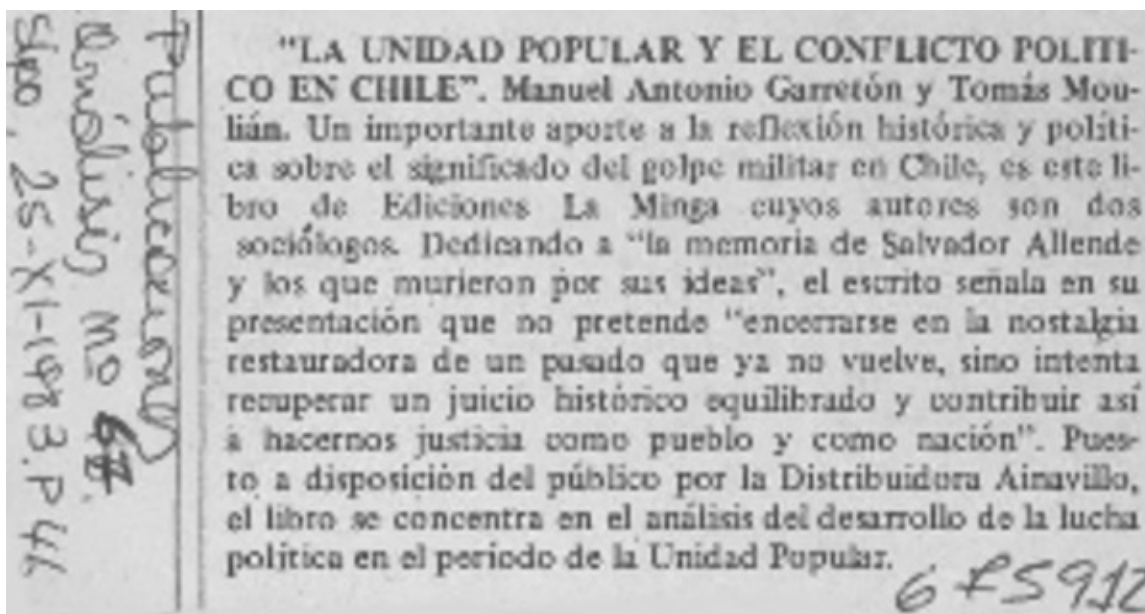 "LA UNIDAD POPULAR Y EL CONFLICTO POLITI-
CO EN CHILE". Manuel Antonio Garretón y Tomás Mou-
lián. Un importante aporte a la reflexión histórica y políti-
ca sobre el significado del golpe militar en Chile, es este li-
bro de Ediciones La Minga cuyos autores son dos
sociólogos. Dedicando a "la memoria de Salvador Allende
y los que murieron por sus ideas", el escrito señala en su
presentación que no pretende "encerrarse en la nostalgia
restauradora de un pasado que ya no vuelve, sino intenta
recuperar un juicio histórico equilibrado y contribuir así
a hacernos justicia como pueblo y como nación". Pues-
to a disposición del público por la Distribuidora Ainavillo,
el libro se concentra en el análisis del desarrollo de la lucha
política en el período de la Unidad Popular.
Publicaciones
Análisis Nº
Stgo, 25-XI-1983. P 46